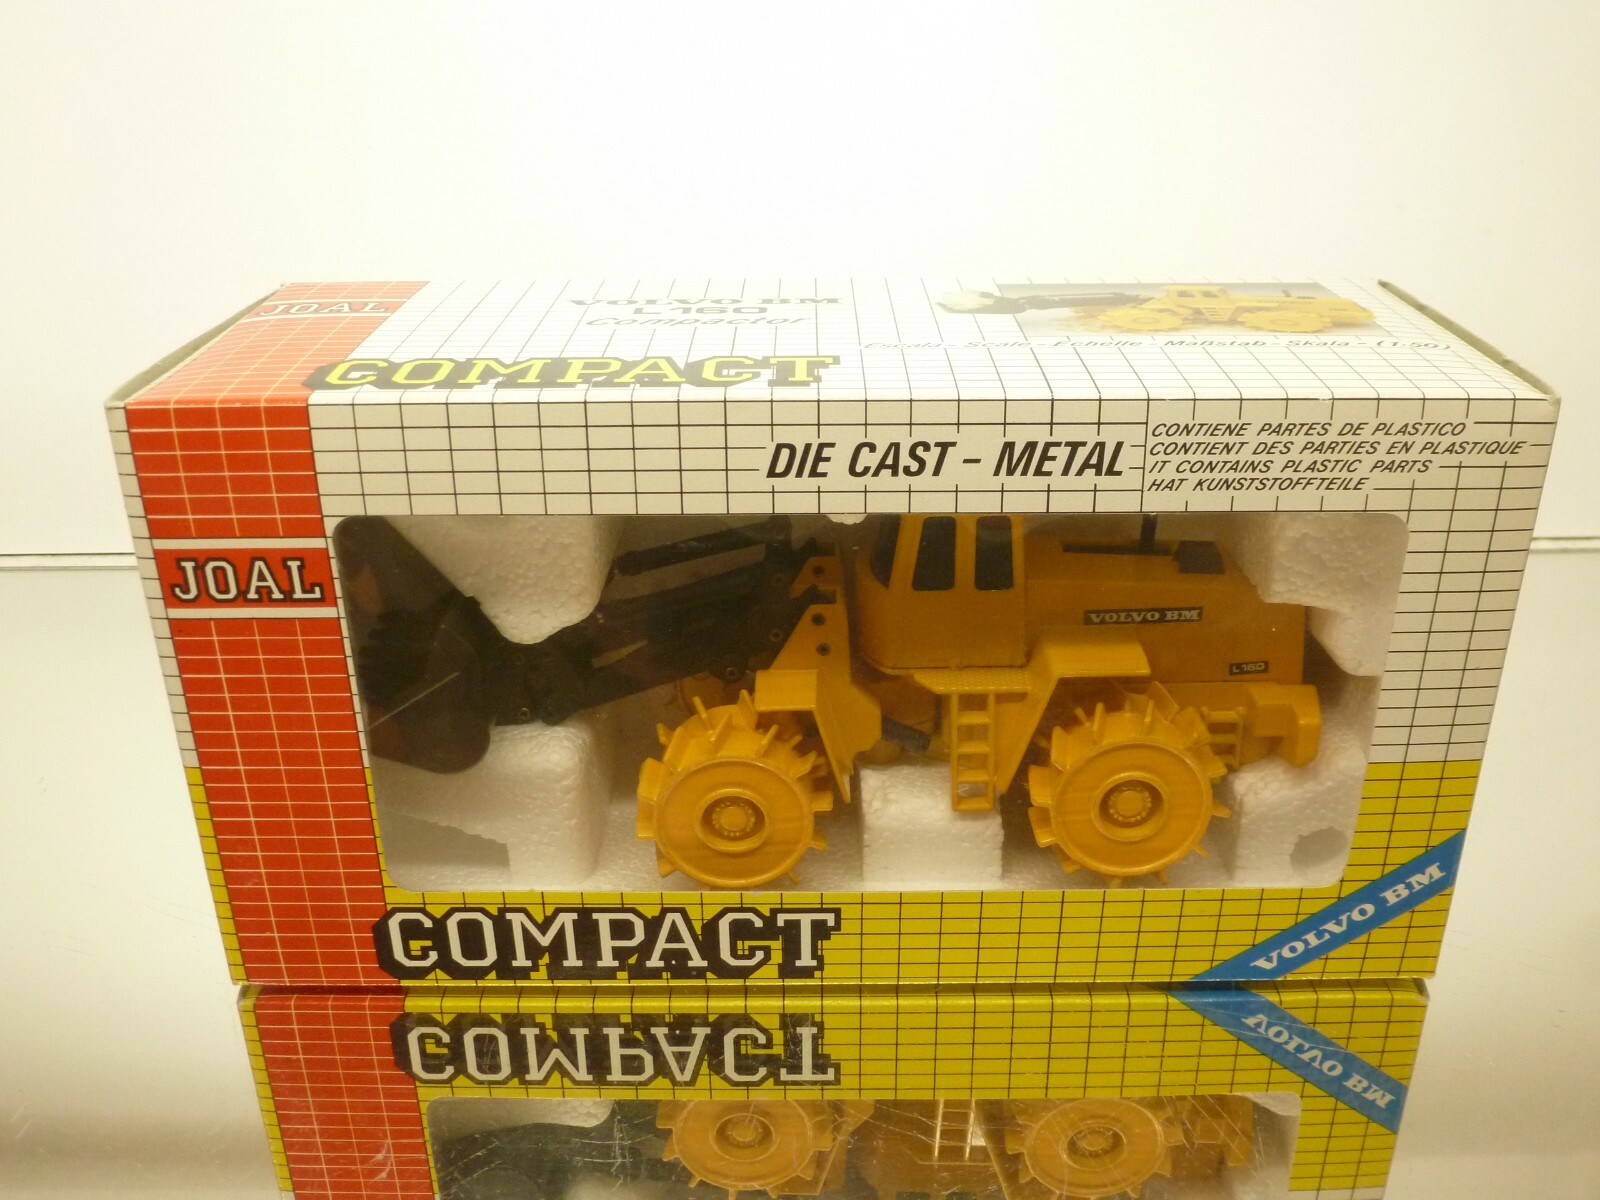 JOAL
VOLVO BM
L 160
Compactor
COMPACT
Escala - Scale - Échelle - Maßstab - Skala - (1:50)
DIE CAST - METAL
CONTIENE PARTES DE PLASTICO
CONTIENT DES PARTIES EN PLASTIQUE
IT CONTAINS PLASTIC PARTS
HAT KUNSTSTOFFTEILE
JOAL
VOLVO BM
L160
COMPACT
VOLVO BM
COMPACT
VOLVO BM